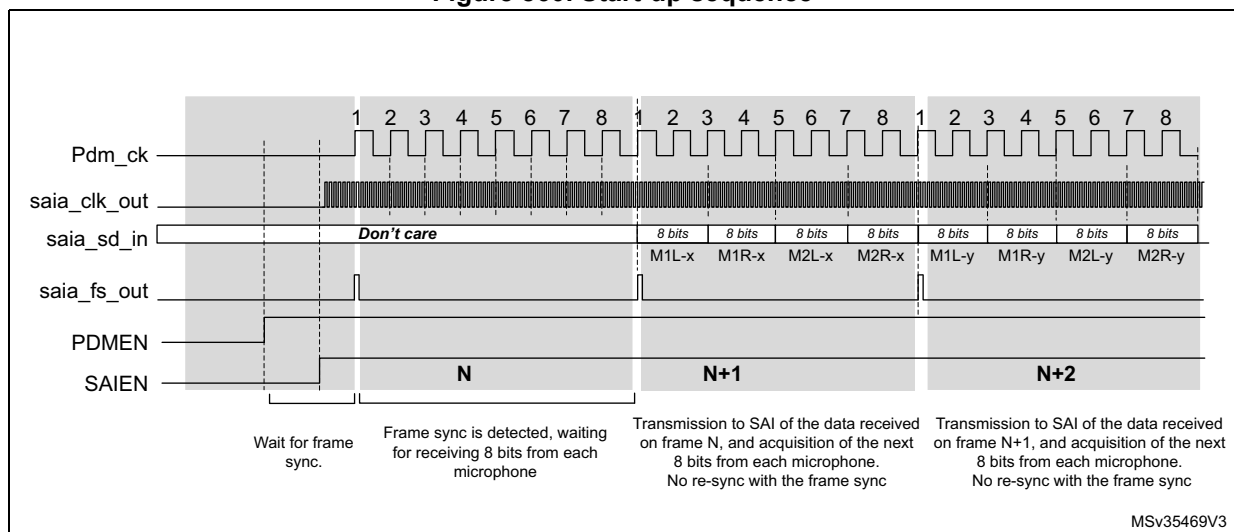 1 2 3 4 5 6 7 8 1 2 3 4 5 6 7 8 1 2 3 4 5 6 7 8
Pdm_ck
saia_clk_out
saia_sd_in Don't care 8 bits 8 bits 8 bits 8 bits 8 bits 8 bits 8 bits 8 bits
M1L-x M1R-x M2L-x M2R-x M1L-y M1R-y M2L-y M2R-y
saia_fs_out
PDMEN
SAIEN
N N+1 N+2
Wait for frame
sync.
Frame sync is detected, waiting
for receiving 8 bits from each
microphone
Transmission to SAI of the data received
on frame N, and acquisition of the next
8 bits from each microphone.
No re-sync with the frame sync
Transmission to SAI of the data received
on frame N+1, and acquisition of the next
8 bits from each microphone.
No re-sync with the frame sync
MSv35469V3